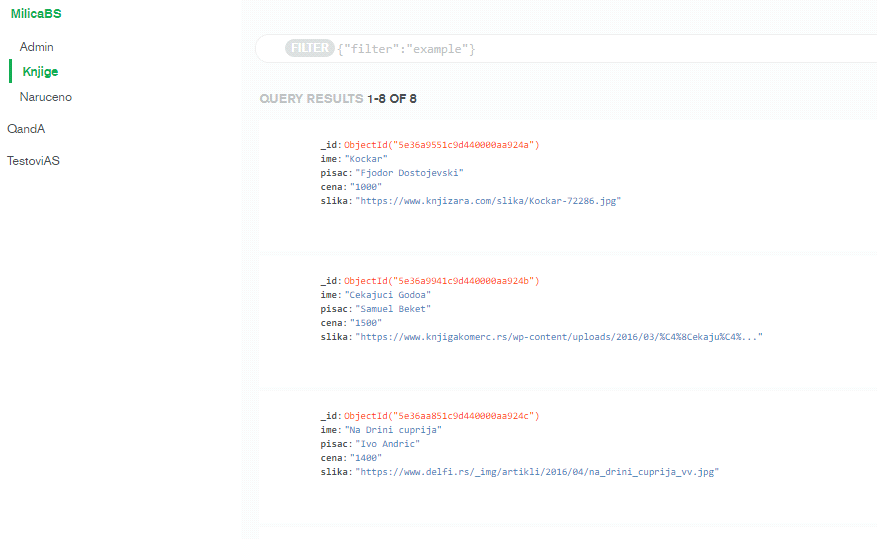 MilicaBS
Admin
Knjige
Naruceno
QandA
TestoviAS
FILTER {"filter":"example"}
QUERY RESULTS 1-8 OF 8
_id: ObjectId("5e36a9551c9d440000aa924a")
ime: "Kockar"
pisac: "Fjodor Dostojevski"
cena: "1000"
slika: "https://www.knjizara.com/slika/Kockar-72286.jpg"
_id: ObjectId("5e36a9941c9d440000aa924b")
ime: "Cekajuci Godoa"
pisac: "Samuel Beket"
cena: "1500"
slika: "https://www.knjigakomerc.rs/wp-content/uploads/2016/03/%C4%8Cekaju%C4%..."
_id: ObjectId("5e36aa851c9d440000aa924c")
ime: "Na Drini cuprija"
pisac: "Ivo Andric"
cena: "1400"
slika: "https://www.delfi.rs/_img/artikli/2016/04/na_drini_cuprija_vv.jpg"